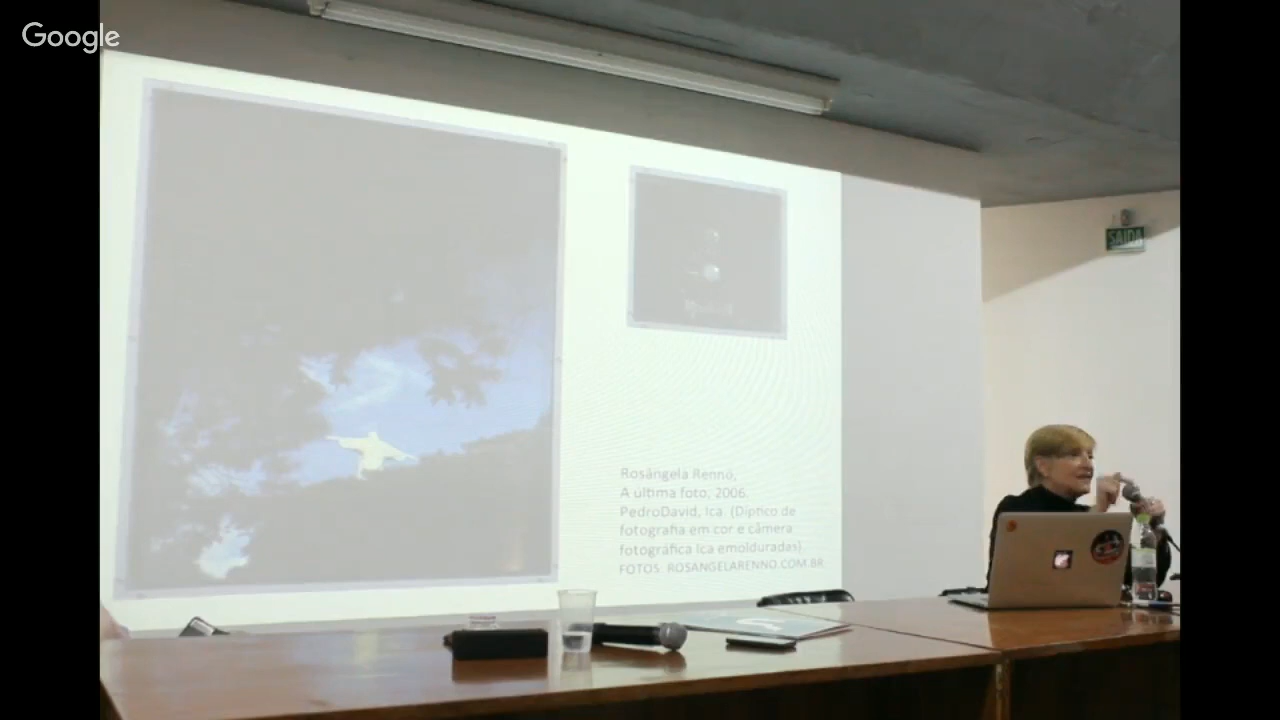 Google
SAÍDA
Rosângela Rennó,
A última foto, 2006.
PedroDavid, Ica. (Díptico de
fotografia em cor e câmera
fotográfica Ica emolduradas).
FOTOS: ROSANGELARENNO.COM.BR